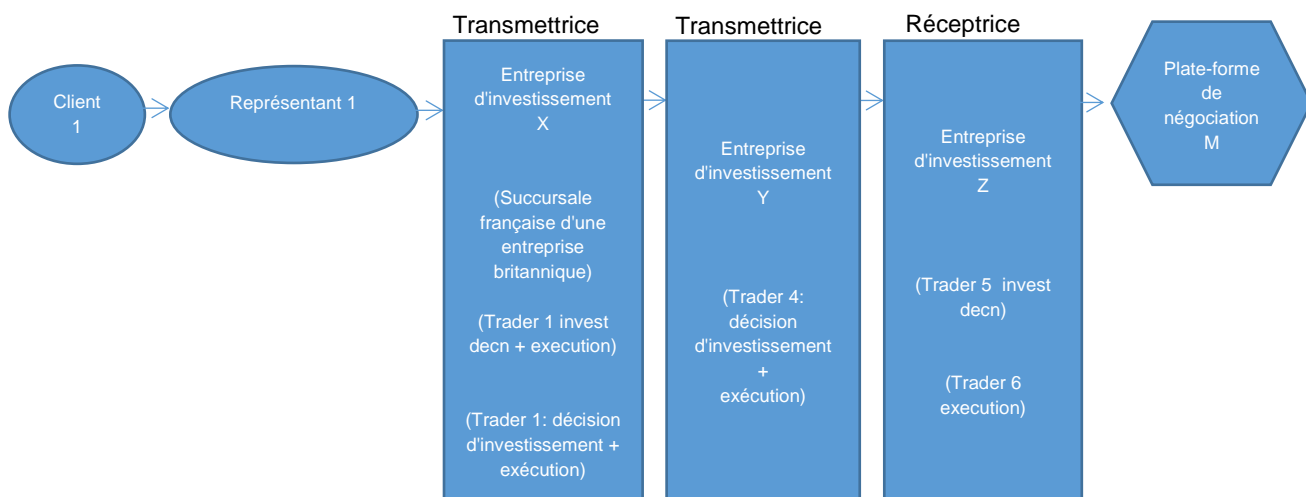 Transmettrice
Transmettrice
Réceptrice
Client
1
Représentant 1
Entreprise
d'investissement
X
(Succursale
française d'une
entreprise
britannique)
(Trader 1 invest
decn + execution)
(Trader 1: décision
d'investissement +
exécution)
Entreprise
d'investissement
Y
(Trader 4:
décision
d'investissement
+
exécution)
Entreprise
d'investissement
Z
(Trader 5 invest
decn)
(Trader 6
execution)
Plate-forme
de
négociation
M